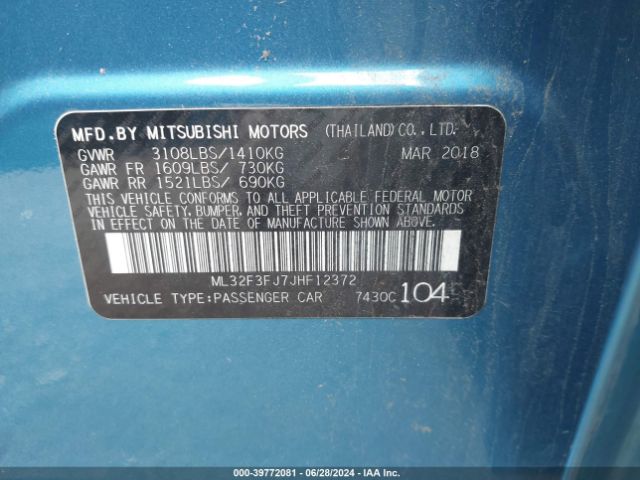 MFD.BY MITSUBISHI MOTORS (THAILAND) CO., LTD.
GVWR 3108LBS/1410KG MAR 2018
GAWR FR 1609LBS/ 730KG
GAWR RR 1521LBS/ 690KG
THIS VEHICLE CONFORMS TO ALL APPLICABLE FEDERAL MOTOR
VEHICLE SAFETY, BUMPER, AND THEFT PREVENTION STANDARDS
IN EFFECT ON THE DATE OF MANUFACTURE SHOWN ABOVE.
ML32F3FJ7JHF12372
VEHICLE TYPE:PASSENGER CAR 7430C 104
000-39772081 - 06/28/2024 - IAA Inc.